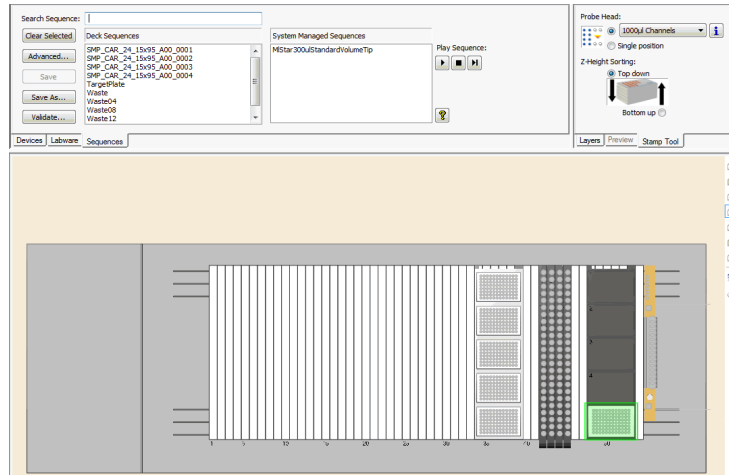 Search Sequence:
Clear Selected
Advanced...
Save
Save As...
Validate...
Deck Sequences
SMP_CAR_24_15x95_A00_0001
SMP_CAR_24_15x95_A00_0002
SMP_CAR_24_15x95_A00_0003
SMP_CAR_24_15x95_A00_0004
TargetPlate
Waste
Waste04
Waste08
Waste12
System Managed Sequences
MlStar300ulStandardVolumeTip
Play Sequence:
Devices Labware Sequences
Probe Head:
1000µl Channels
Single position
Z-Height Sorting:
Top down
Bottom up
Layers Preview Stamp Tool